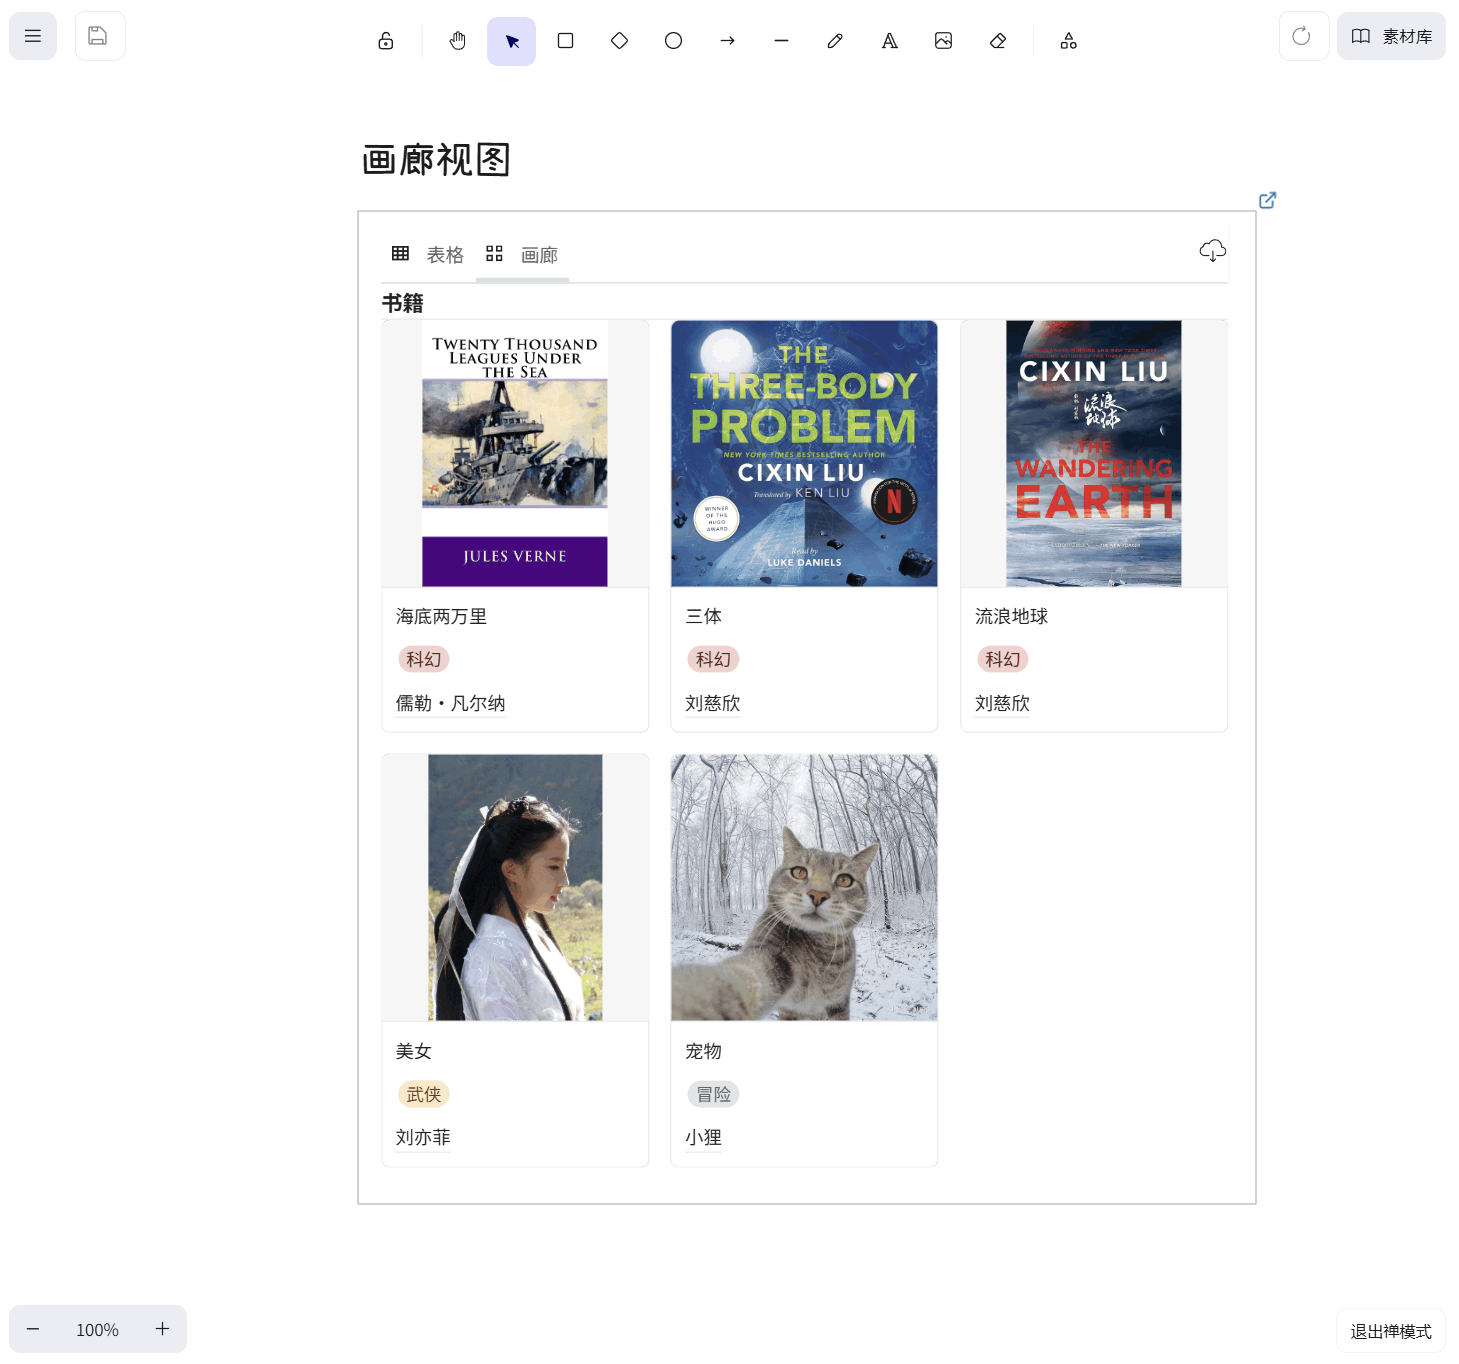 素材库
画廊视图
表格
画廊
书籍
TWENTY THOUSAND
LEAGUES UNDER
THE SEA
JULES VERNE
THE
THREE-BODY
PROBLEM
NEW YORK TIMES BESTSELLING AUTHOR
CIXIN LIU
Translated by KEN LIU
WINNER
OF THE
HUGO
AWARD
N
Read by
LUKE DANIELS
CIXIN LIU
流浪
地球
THE
WANDERING
EARTH
海底两万里
科幻
儒勒・凡尔纳
三体
科幻
刘慈欣
流浪地球
科幻
刘慈欣
美女
武侠
刘亦菲
宠物
冒险
小狸
100%
退出禅模式